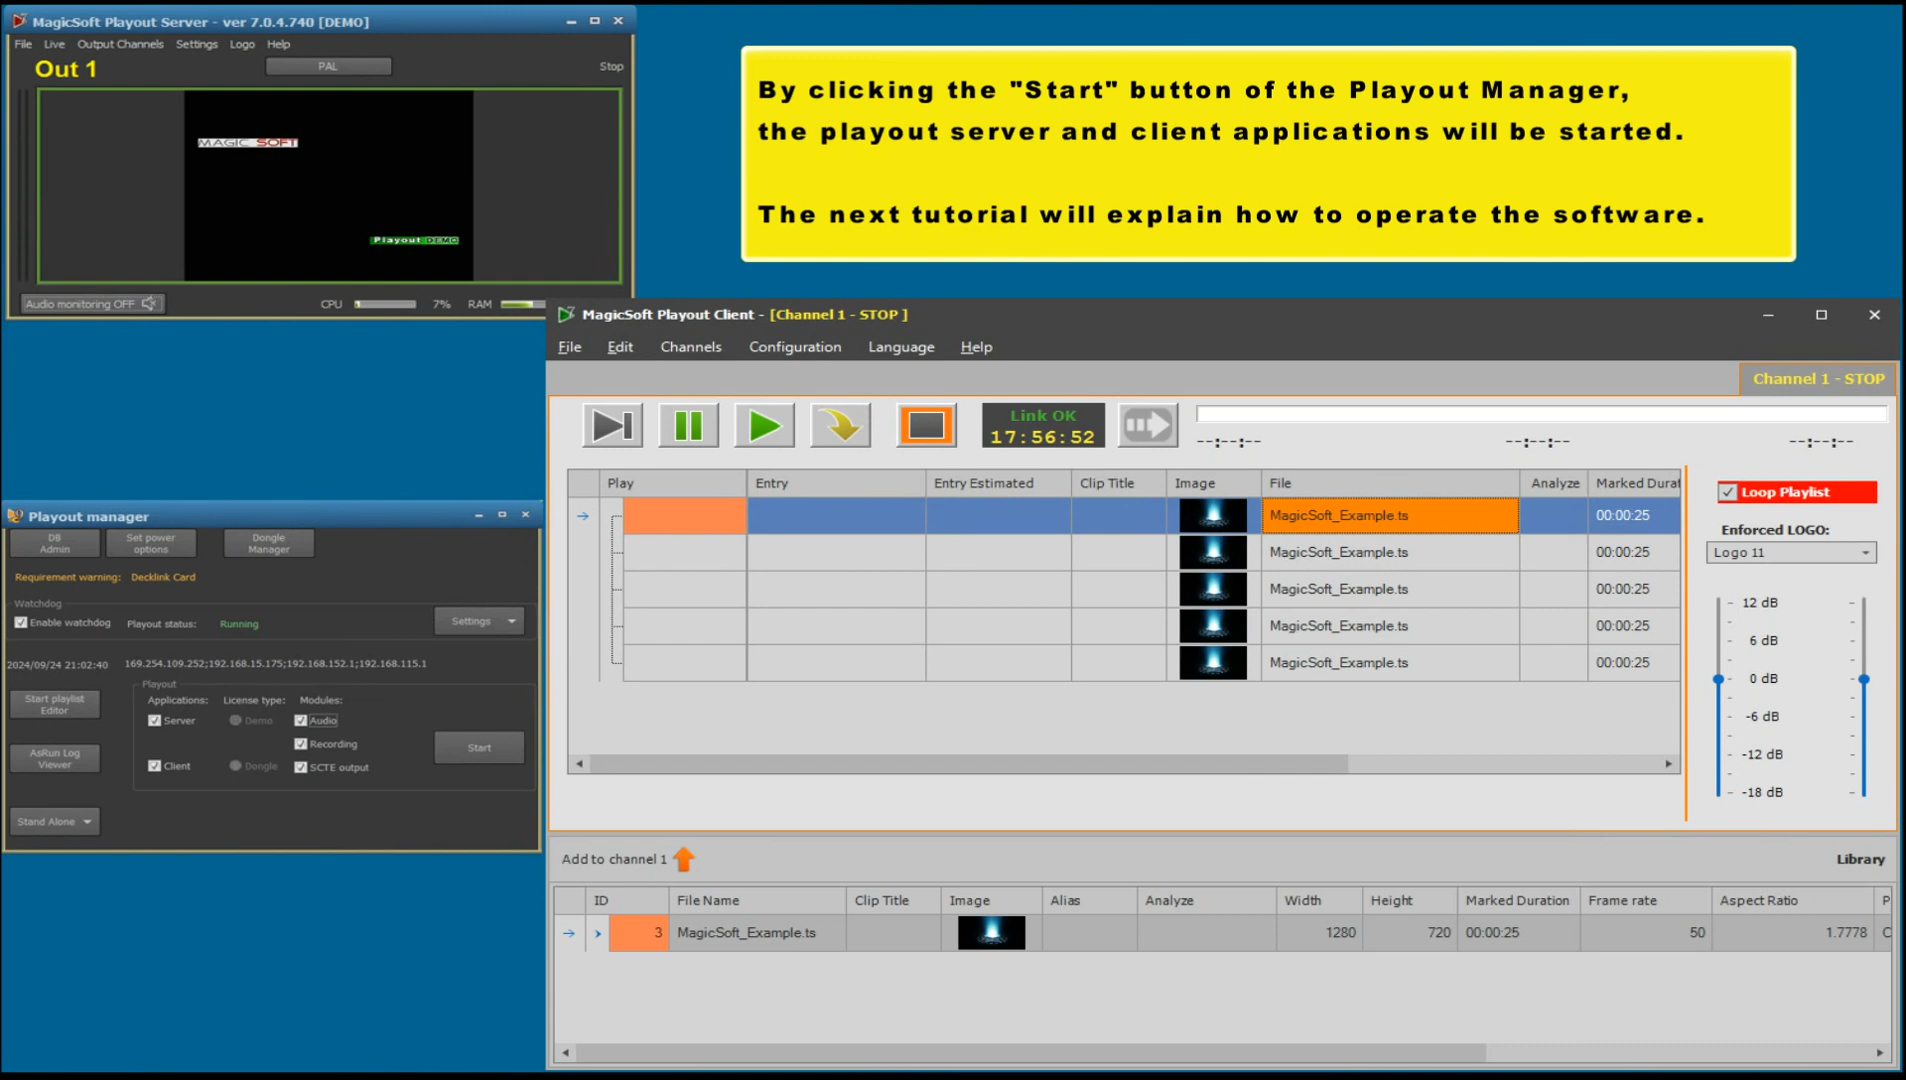 MagicSoft Playout Server - ver 7.0.4.740 [DEMO]
File Live Output Channels Settings Logo Help
Out 1 PAL Stop
MAGIC SOFT
Playout DEMO
Audio monitoring OFF CPU 7% RAM
By clicking the "Start" button of the Playout Manager,
the playout server and client applications will be started.
The next tutorial will explain how to operate the software.
MagicSoft Playout Client - [Channel 1 - STOP ]
File Edit Channels Configuration Language Help
Channel 1 - STOP
Link OK
17:56:52
--:--:-- --:--:-- --:--:--
Play Entry Entry Estimated Clip Title Image File Analyze Marked Durat
MagicSoft_Example.ts 00:00:25
MagicSoft_Example.ts 00:00:25
MagicSoft_Example.ts 00:00:25
MagicSoft_Example.ts 00:00:25
MagicSoft_Example.ts 00:00:25
Loop Playlist
Enforced LOGO:
Logo 11
12 dB
6 dB
0 dB
-6 dB
-12 dB
-18 dB
Add to channel 1 Library
ID File Name Clip Title Image Alias Analyze Width Height Marked Duration Frame rate Aspect Ratio P
3 MagicSoft_Example.ts 1280 720 00:00:25 50 1.7778 C
Playout manager
DB Admin
Set power options
Dongle Manager
Requirement warning: Decklink Card
Watchdog
Enable watchdog Playout status: Running Settings
2024/09/24 21:02:40 169.254.109.252;192.168.15.175;192.168.152.1;192.168.115.1
Start playlist Editor
AsRun Log Viewer
Stand Alone
Playout
Applications: License type: Modules:
Server Demo Audio
Recording
Start
Client Dongle SCTE output